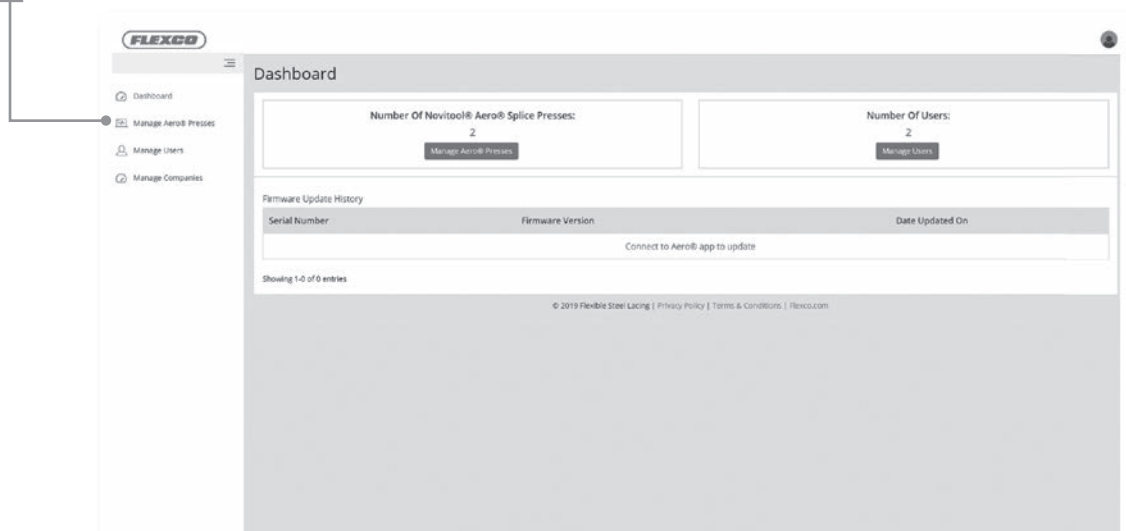 FLEXCO
Dashboard
Dashboard
Manage Aero® Presses
Manage Users
Manage Companies
Number Of Novitool® Aero® Splice Presses:
2
Manage Aero® Presses
Number Of Users:
2
Manage Users
Firmware Update History
Serial Number Firmware Version Date Updated On
Connect to Aero® app to update
Showing 1-0 of 0 entries
© 2019 Flexible Steel Lacing | Privacy Policy | Terms & Conditions | Flexco.com